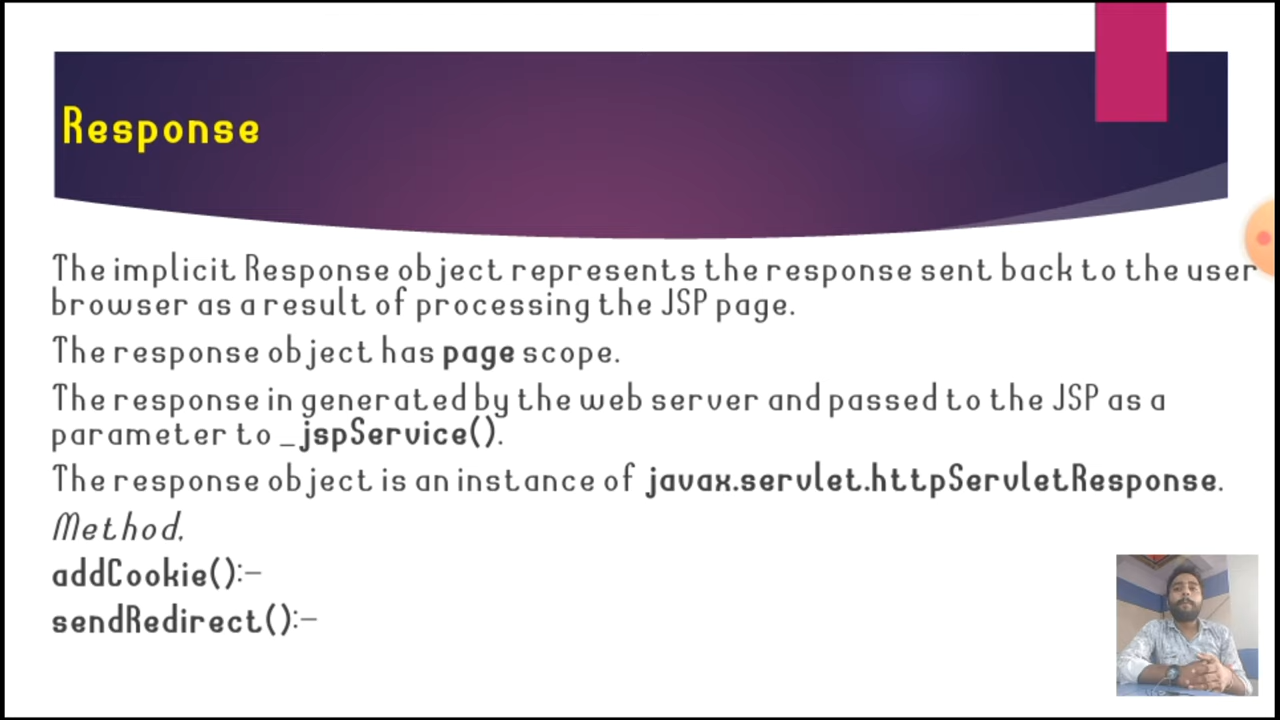 Response
The implicit Response object represents the response sent back to the user
browser as a result of processing the JSP page.
The response object has page scope.
The response in generated by the web server and passed to the JSP as a
parameter to _jspService().
The response object is an instance of javax.servlet.httpServletResponse.
Method,
addCookie():-
sendRedirect():-